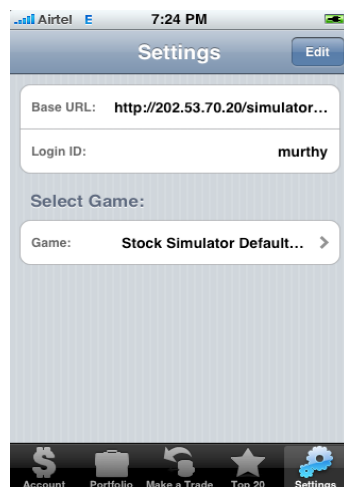 Airtel E 7:24 PM
Settings Edit
Base URL: http://202.53.70.20/simulator...
Login ID: murthy
Select Game:
Game: Stock Simulator Default...
Account Portfolio Make a Trade Top 20 Settings